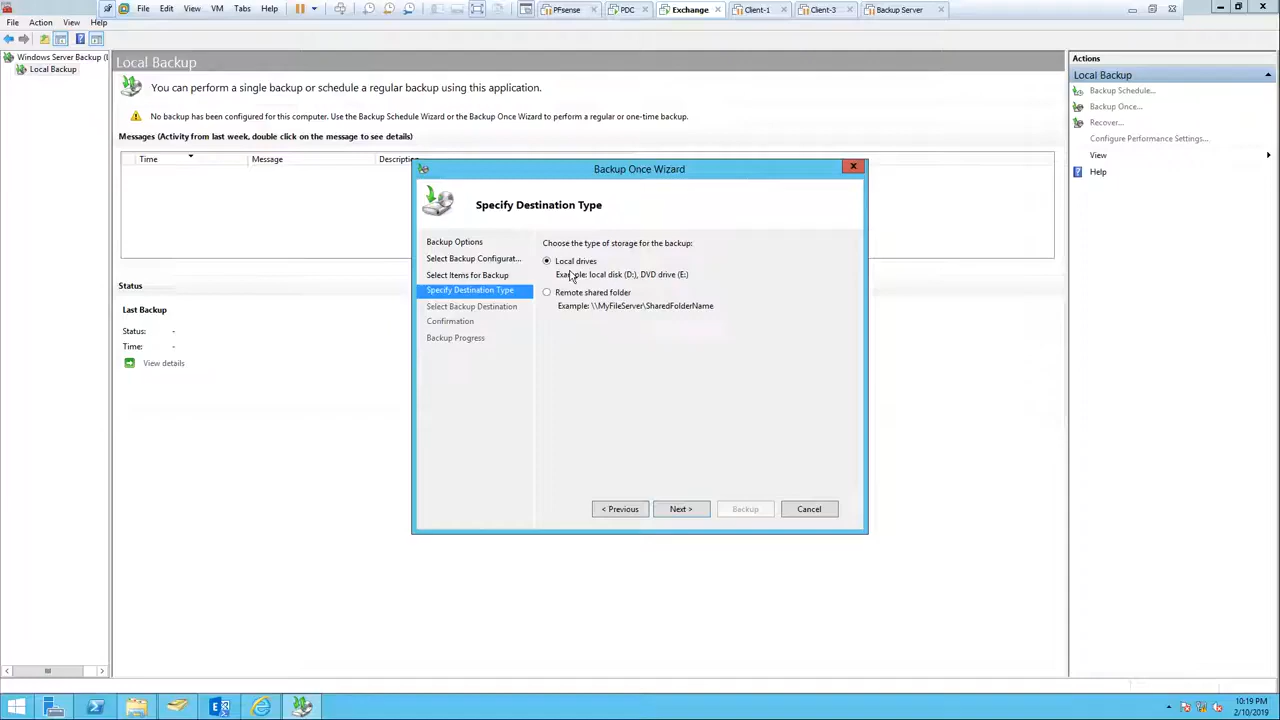 File Edit View VM Tabs Help
PFsense PDC Exchange Client-1 Client-3 Backup Server
File Action View Help
Windows Server Backup (L
Local Backup
Local Backup
You can perform a single backup or schedule a regular backup using this application.
No backup has been configured for this computer. Use the Backup Schedule Wizard or the Backup Once Wizard to perform a regular or one-time backup.
Messages (Activity from last week, double click on the message to see details)
Time Message Description
Status
Last Backup
Status: -
Time: -
View details
Backup Once Wizard
Specify Destination Type
Backup Options
Select Backup Configurat...
Select Items for Backup
Specify Destination Type
Select Backup Destination
Confirmation
Backup Progress
Choose the type of storage for the backup:
Local drives
Example: local disk (D:), DVD drive (E:)
Remote shared folder
Example: \\MyFileServer\SharedFolderName
< Previous Next > Backup Cancel
Actions
Local Backup
Backup Schedule...
Backup Once...
Recover...
Configure Performance Settings...
View
Help
10:19 PM
2/10/2019